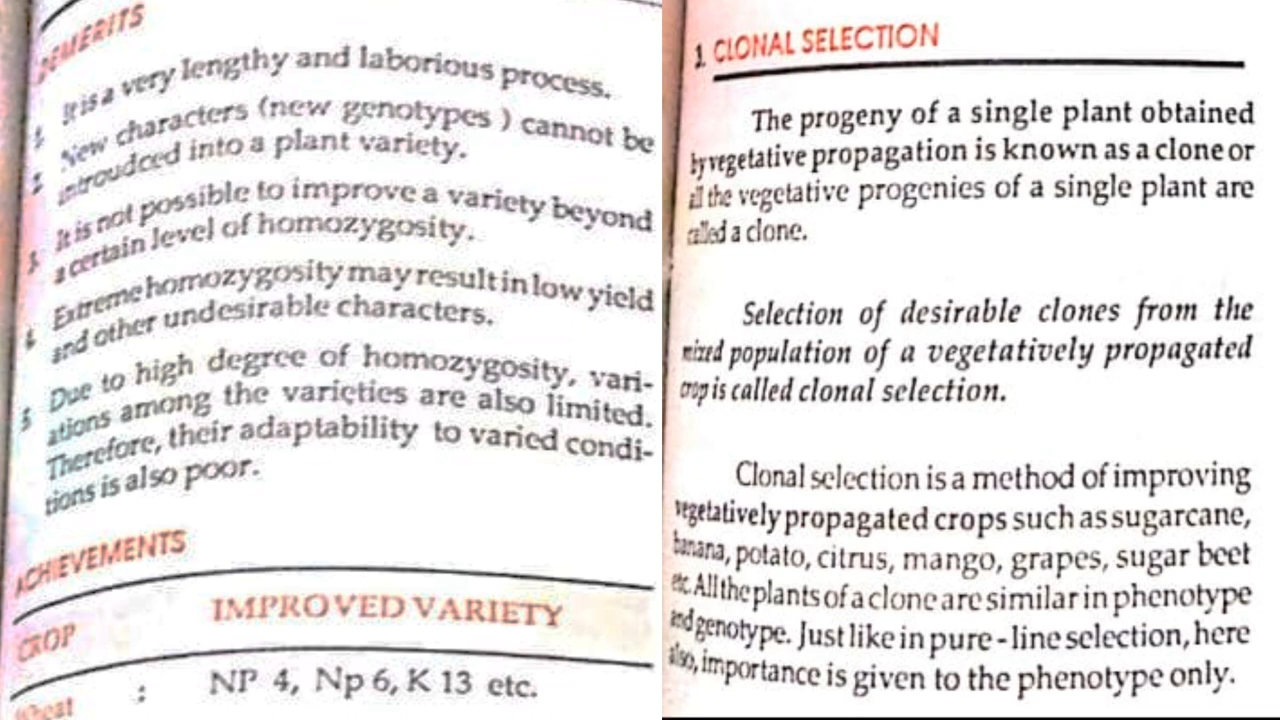 DEMERITS
1. It is a very lengthy and laborious process.
2. New characters (new genotypes ) cannot be
introudced into a plant variety.
3. It is not possible to improve a variety beyond
a certain level of homozygosity.
4. Extreme homozygosity may result in low yield
and other undesirable characters.
5. Due to high degree of homozygosity, vari-
ations among the varieties are also limited.
Therefore, their adaptability to varied condi-
tions is also poor.
ACHIEVEMENTS
CROP IMPROVED VARIETY
Wheat : NP 4, Np 6, K 13 etc.
3. CLONAL SELECTION
The progeny of a single plant obtained
by vegetative propagation is known as a clone or
all the vegetative progenies of a single plant are
called a clone.
Selection of desirable clones from the
mixed population of a vegetatively propagated
crop is called clonal selection.
Clonal selection is a method of improving
vegetatively propagated crops such as sugarcane,
banana, potato, citrus, mango, grapes, sugar beet
etc. All the plants of a clone are similar in phenotype
and genotype. Just like in pure - line selection, here
also, importance is given to the phenotype only.